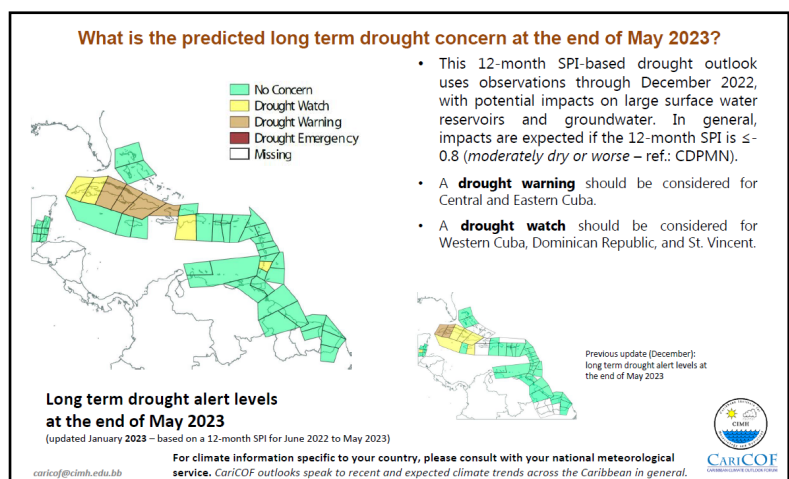 What is the predicted long term drought concern at the end of May 2023?
No Concern
Drought Watch
Drought Warning
Drought Emergency
Missing
• This 12-month SPI-based drought outlook
uses observations through December 2022,
with potential impacts on large surface water
reservoirs and groundwater. In general,
impacts are expected if the 12-month SPI is ≤-
0.8 (moderately dry or worse – ref.: CDPMN).
• A drought warning should be considered for
Central and Eastern Cuba.
• A drought watch should be considered for
Western Cuba, Dominican Republic, and St. Vincent.
Previous update (December):
long term drought alert levels at
the end of May 2023
Long term drought alert levels
at the end of May 2023
(updated January 2023 – based on a 12-month SPI for June 2022 to May 2023)
CIMH
For climate information specific to your country, please consult with your national meteorological
service. CariCOF outlooks speak to recent and expected climate trends across the Caribbean in general.
caricof@cimh.edu.bb
CARICOF
CARIBBEAN CLIMATE OUTLOOK FORUM